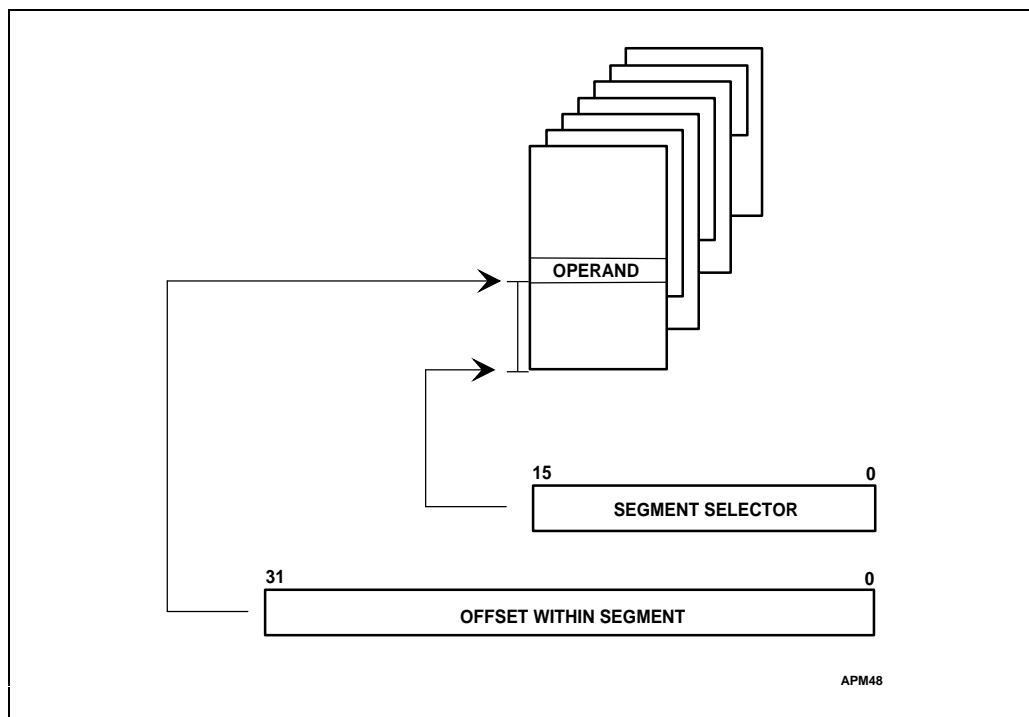 OPERAND
15 0
SEGMENT SELECTOR
31 0
OFFSET WITHIN SEGMENT
APM48